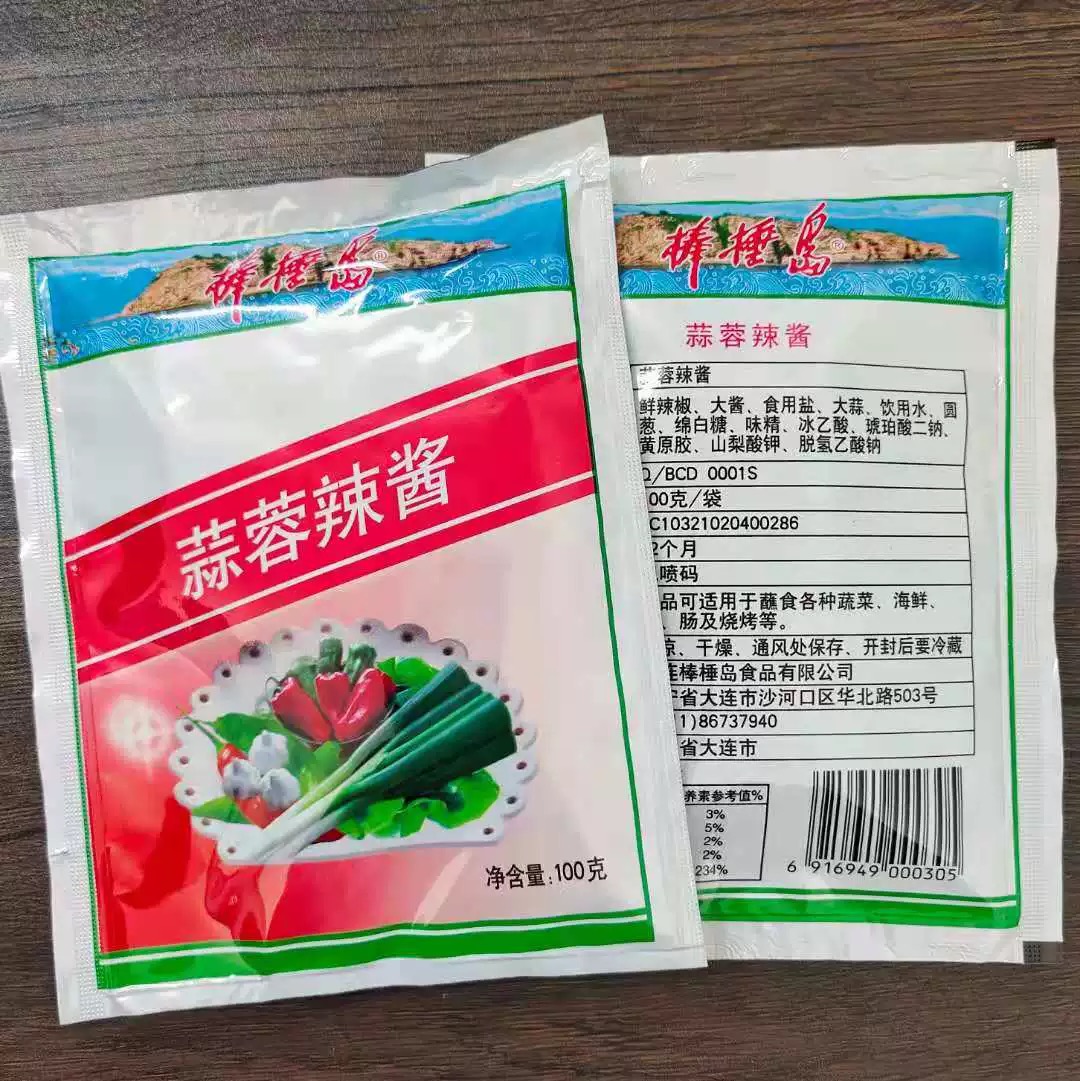 棒棰岛®
蒜蓉辣酱
净含量:100克
棒棰岛®
蒜蓉辣酱
蒜蓉辣酱
鲜辣椒、大酱、食用盐、大蒜、饮用水、圆
葱、绵白糖、味精、冰乙酸、琥珀酸二钠、
黄原胶、山梨酸钾、脱氢乙酸钠
Q/BCD 0001S
00克/袋
C10321020400286
2个月
喷码
品可适用于蘸食各种蔬菜、海鲜、
肠及烧烤等。
凉、干燥、通风处保存、开封后要冷藏
连棒棰岛食品有限公司
宁省大连市沙河口区华北路503号
1)86737940
省大连市
养素参考值%
3%
5%
2%
2%
234%
6 916949 000305